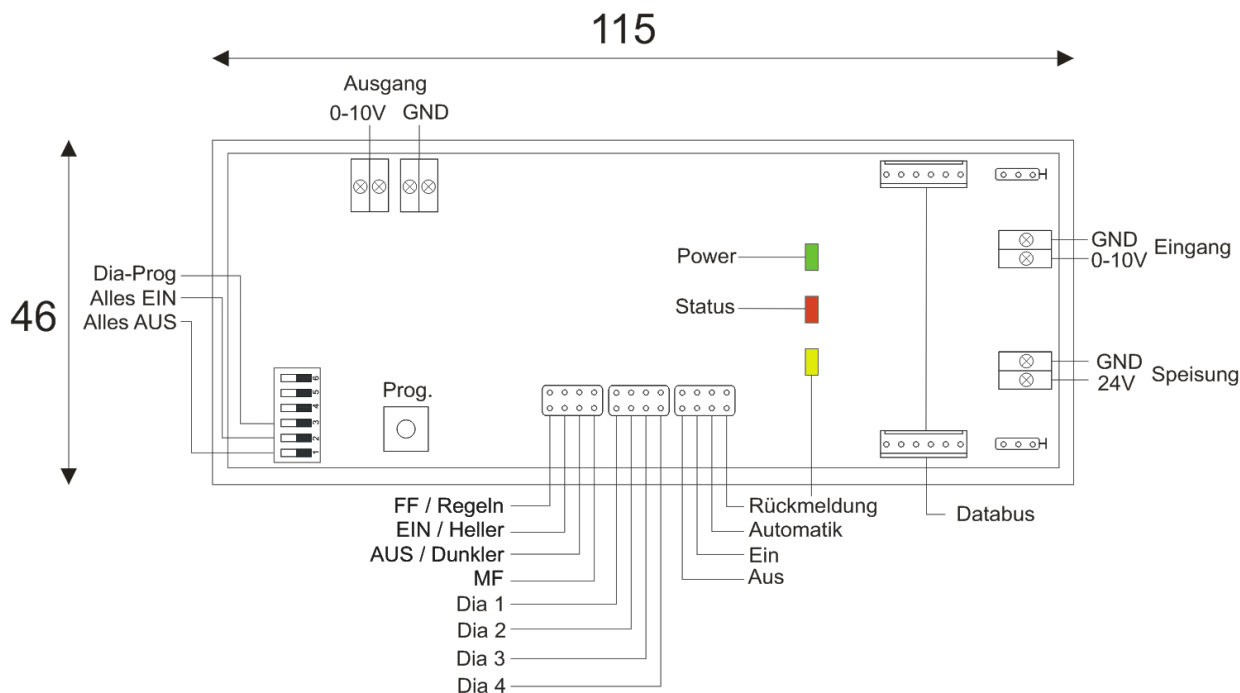 115
Ausgang
0-10V GND
46
Dia-Prog
Alles EIN
Alles AUS
Power
Status
GND
0-10V
Eingang
GND
24V
Speisung
6
5
4
3
2
1
Prog.
FF / Regeln
EIN / Heller
AUS / Dunkler
MF
Dia 1
Dia 2
Dia 3
Dia 4
Rückmeldung
Automatik
Ein
Aus
Databus